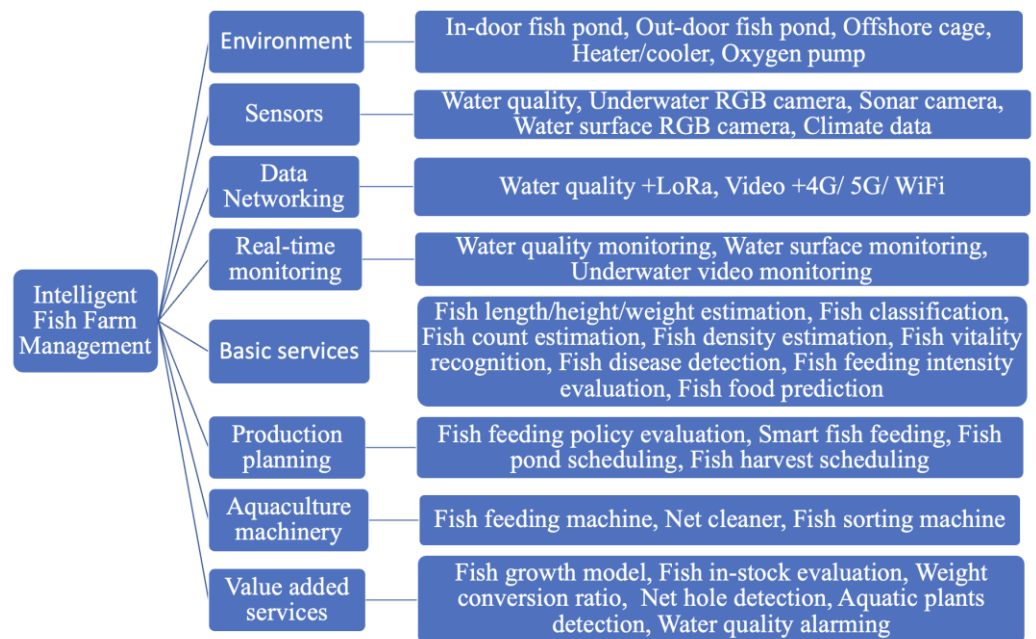 Intelligent
Fish Farm
Management
Environment
In-door fish pond, Out-door fish pond, Offshore cage,
Heater/cooler, Oxygen pump
Sensors
Water quality, Underwater RGB camera, Sonar camera,
Water surface RGB camera, Climate data
Data
Networking
Water quality +LoRa, Video +4G/ 5G/ WiFi
Real-time
monitoring
Water quality monitoring, Water surface monitoring,
Underwater video monitoring
Basic services
Fish length/height/weight estimation, Fish classification,
Fish count estimation, Fish density estimation, Fish vitality
recognition, Fish disease detection, Fish feeding intensity
evaluation, Fish food prediction
Production
planning
Fish feeding policy evaluation, Smart fish feeding, Fish
pond scheduling, Fish harvest scheduling
Aquaculture
machinery
Fish feeding machine, Net cleaner, Fish sorting machine
Value added
services
Fish growth model, Fish in-stock evaluation, Weight
conversion ratio, Net hole detection, Aquatic plants
detection, Water quality alarming